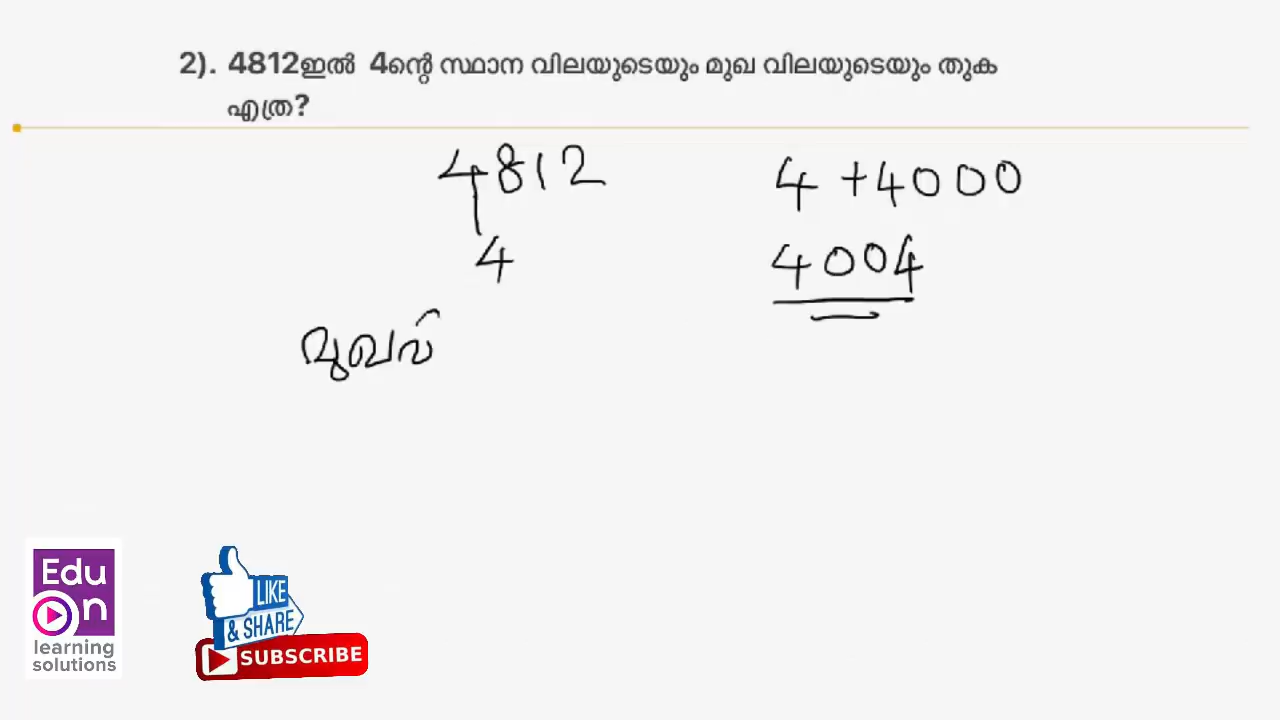 2). 4812ഇൽ 4ന്റെ സ്ഥാന വിലയുടെയും മുഖ വിലയുടെയും തുക
എത്ര?
4812
4
4 + 4000
4004
മുഖവി
Edu
On
learning
solutions
LIKE
& SHARE
SUBSCRIBE